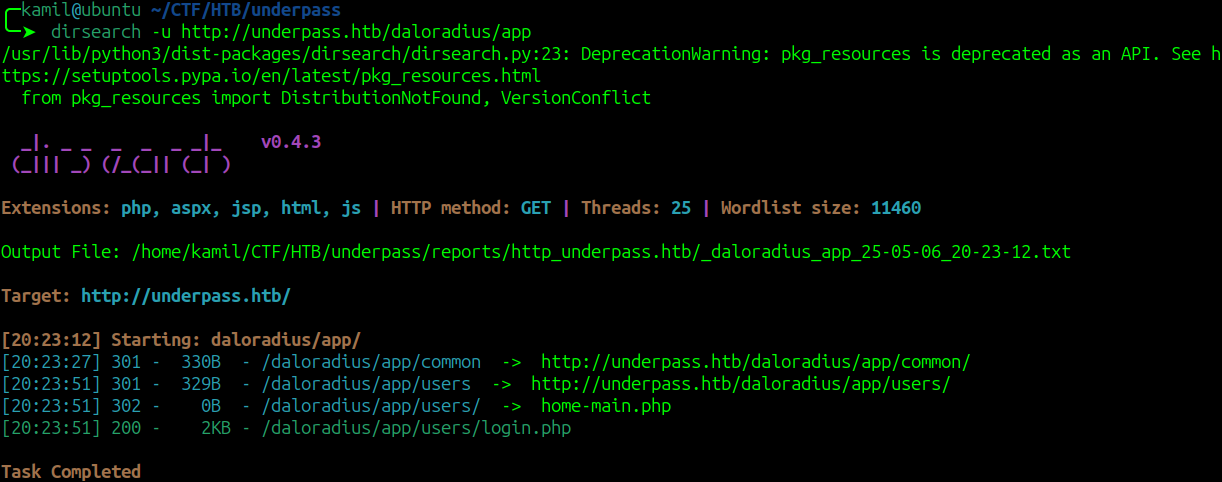 kamil@ubuntu ~/CTF/HTB/underpass
dirsearch -u http://underpass.htb/daloradius/app
/usr/lib/python3/dist-packages/dirsearch/dirsearch.py:23: DeprecationWarning: pkg_resources is deprecated as an API. See h
ttps://setuptools.pypa.io/en/latest/pkg_resources.html
  from pkg_resources import DistributionNotFound, VersionConflict
  _|. _ _  _  _  _ _|_    v0.4.3
 (_||| _) (/_(_|| (_| )
Extensions: php, aspx, jsp, html, js | HTTP method: GET | Threads: 25 | Wordlist size: 11460
Output File: /home/kamil/CTF/HTB/underpass/reports/http_underpass.htb/_daloradius_app_25-05-06_20-23-12.txt
Target: http://underpass.htb/
[20:23:12] Starting: daloradius/app/
[20:23:27] 301 -  330B  - /daloradius/app/common  ->  http://underpass.htb/daloradius/app/common/
[20:23:51] 301 -  329B  - /daloradius/app/users  ->  http://underpass.htb/daloradius/app/users/
[20:23:51] 302 -    0B  - /daloradius/app/users/  ->  home-main.php
[20:23:51] 200 -    2KB - /daloradius/app/users/login.php
Task Completed